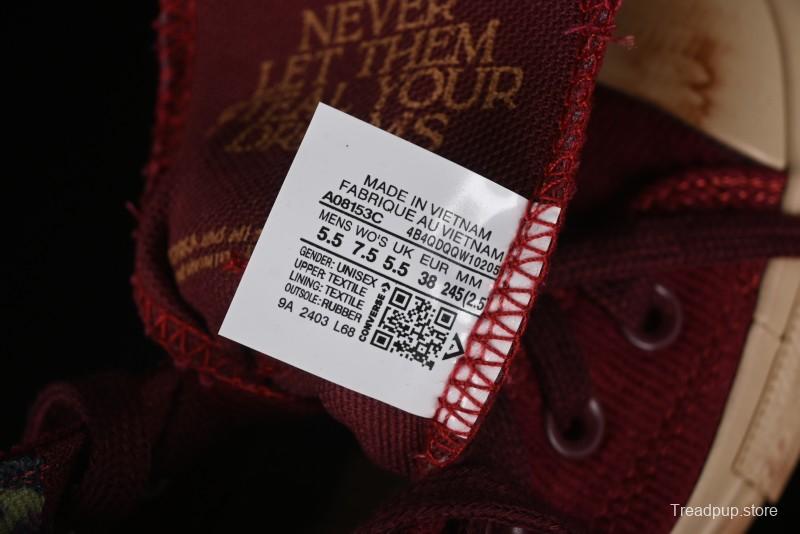 NEVER
LET THEM
STEAL YOUR
DREAMS
MADE IN VIETNAM
FABRIQUE AU VIETNAM
A08153C 4B4QDQQW10205
MENS WO'S UK EUR MM
5.5 7.5 5.5 38 245(2.5
GENDER: UNISEX
UPPER: TEXTILE
LINING: TEXTILE
OUTSOLE: RUBBER
9A 2403 L68
CONVERSE
Treadpup.store